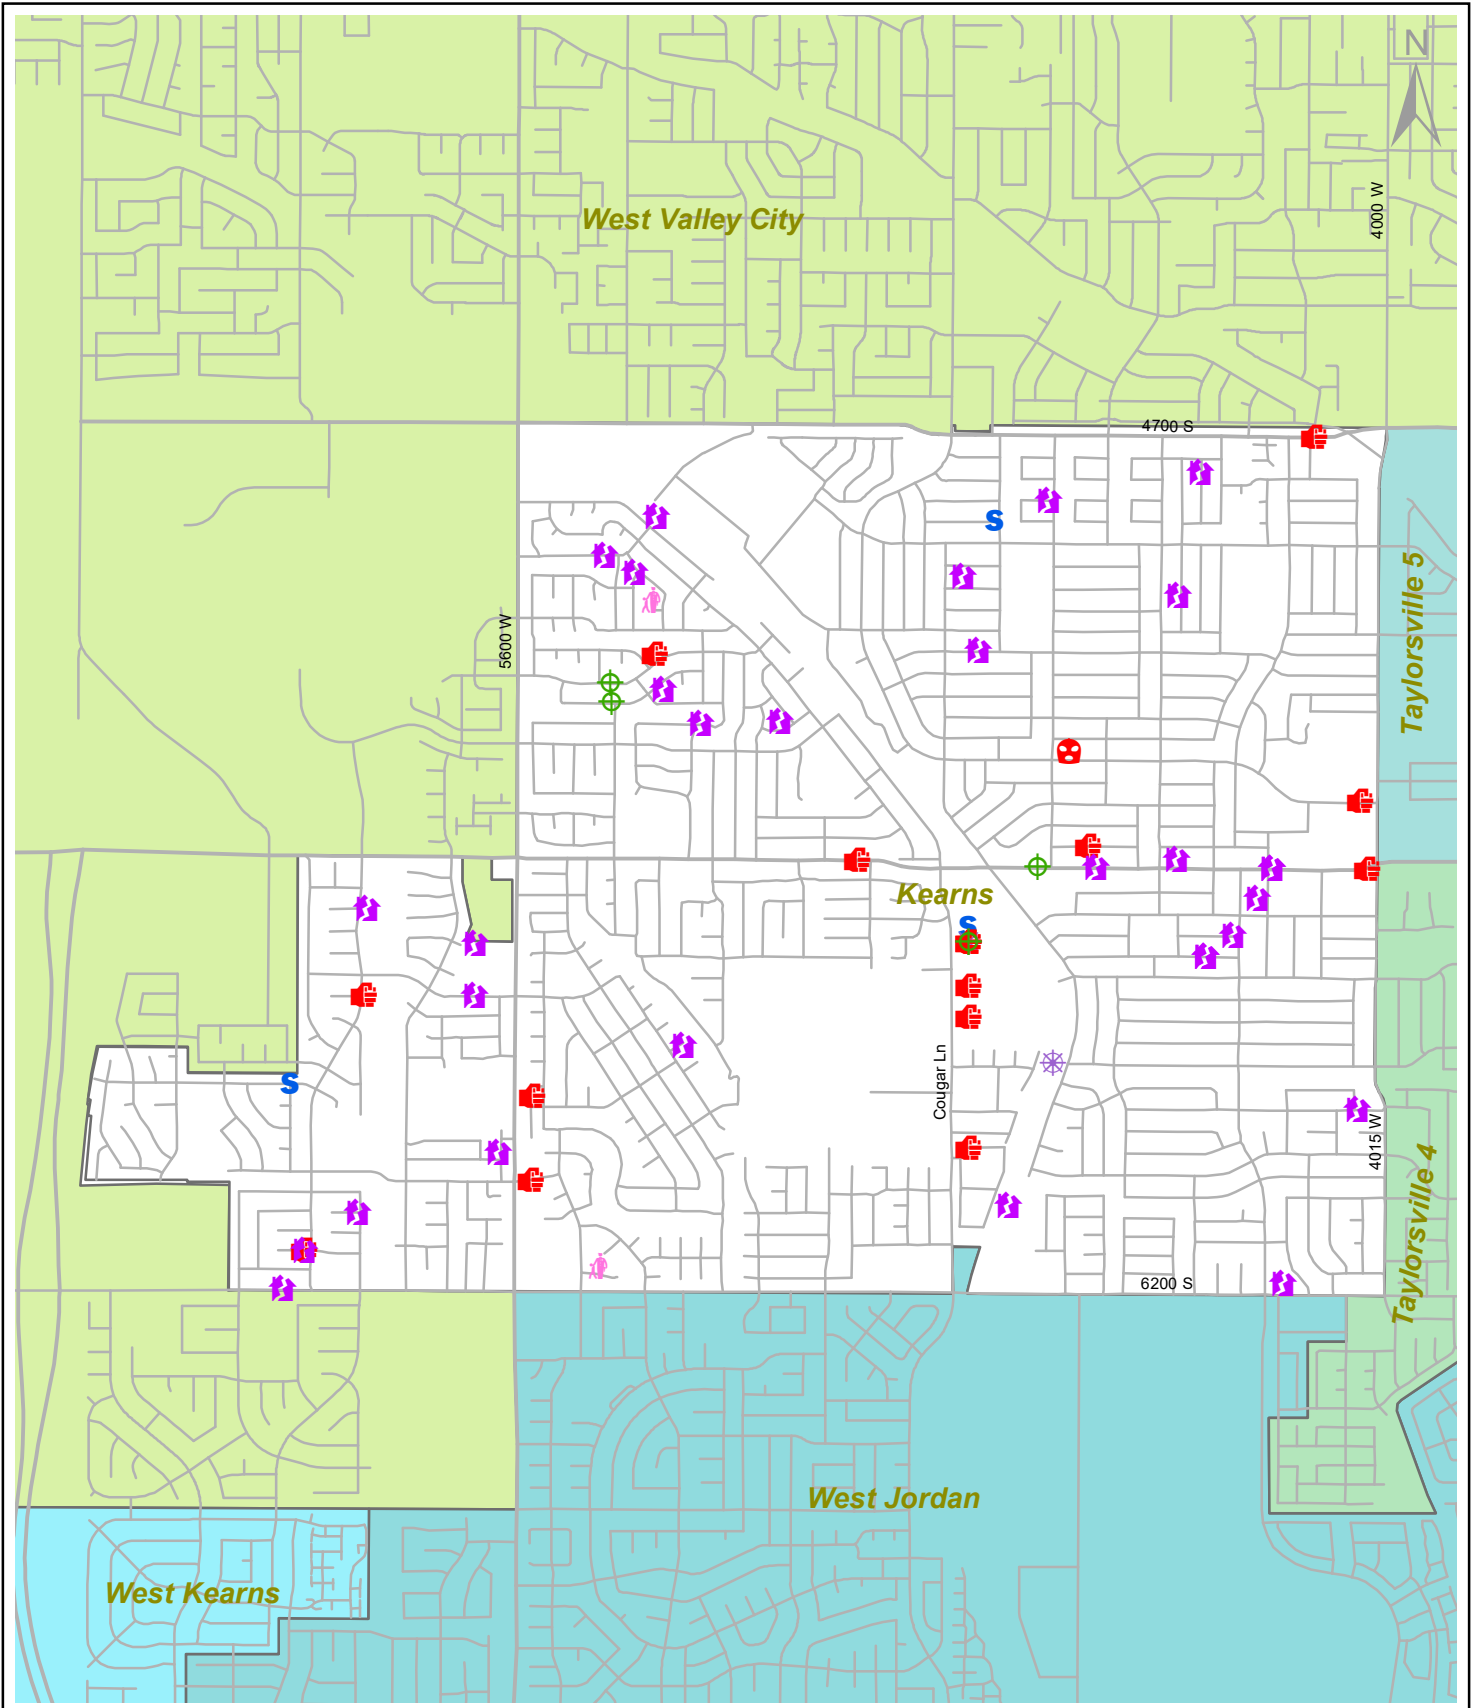 N
West Valley City
4000 W
4700 S
Taylorsville 5
S
5600 W
Kearns
S
Cougar Ln
S
4015 W
Taylorsville 4
6200 S
West Jordan
West Kearns